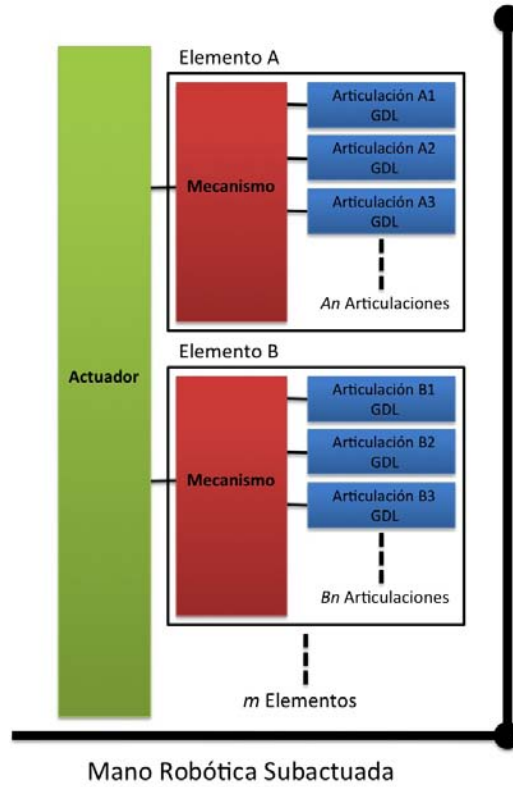 Elemento A
Mecanismo
Articulación A1
GDL
Articulación A2
GDL
Articulación A3
GDL
An Articulaciones
Actuador
Elemento B
Mecanismo
Articulación B1
GDL
Articulación B2
GDL
Articulación B3
GDL
Bn Articulaciones
m Elementos
Mano Robótica Subactuada